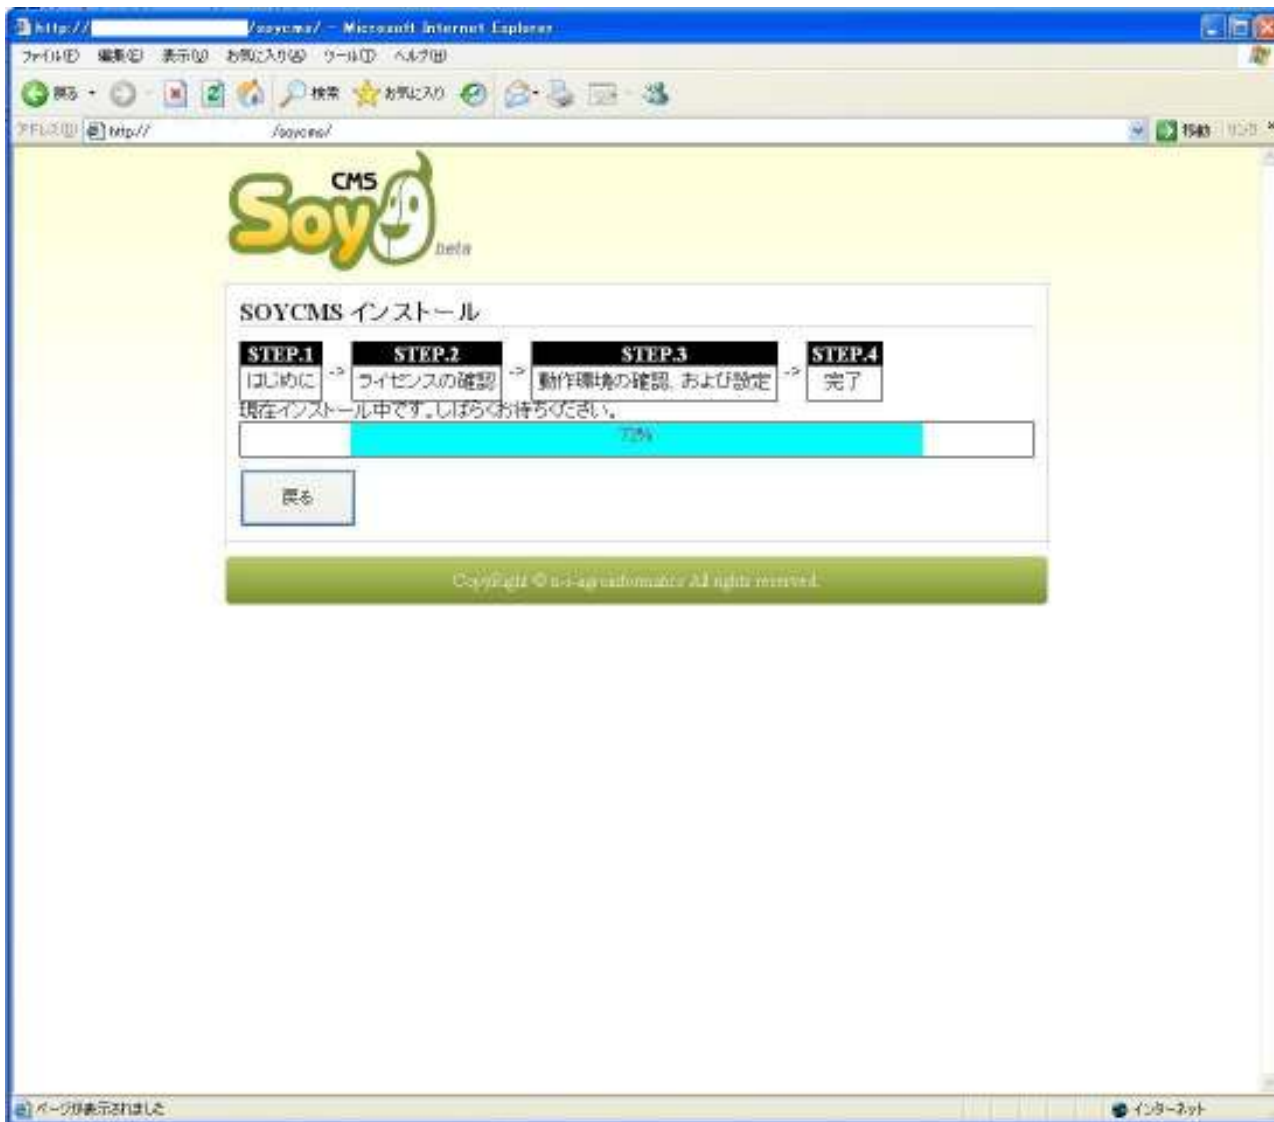 http:// /soycms/ - Microsoft Internet Explorer
ファイル(F) 編集(E) 表示(V) お気に入り(A) ツール(T) ヘルプ(H)
戻る 検索 お気に入り
アドレス(D) http:// /soycms/ 移動 リンク »
CMS
Soy
beta
SOYCMS インストール
STEP.1 STEP.2 STEP.3 STEP.4
はじめに -> ライセンスの確認 -> 動作環境の確認、および設定 -> 完了
現在インストール中です。しばらくお待ちください。
72%
戻る
CopyRight © n-i-agroinformatics All rights reserved.
ページが表示されました インターネット